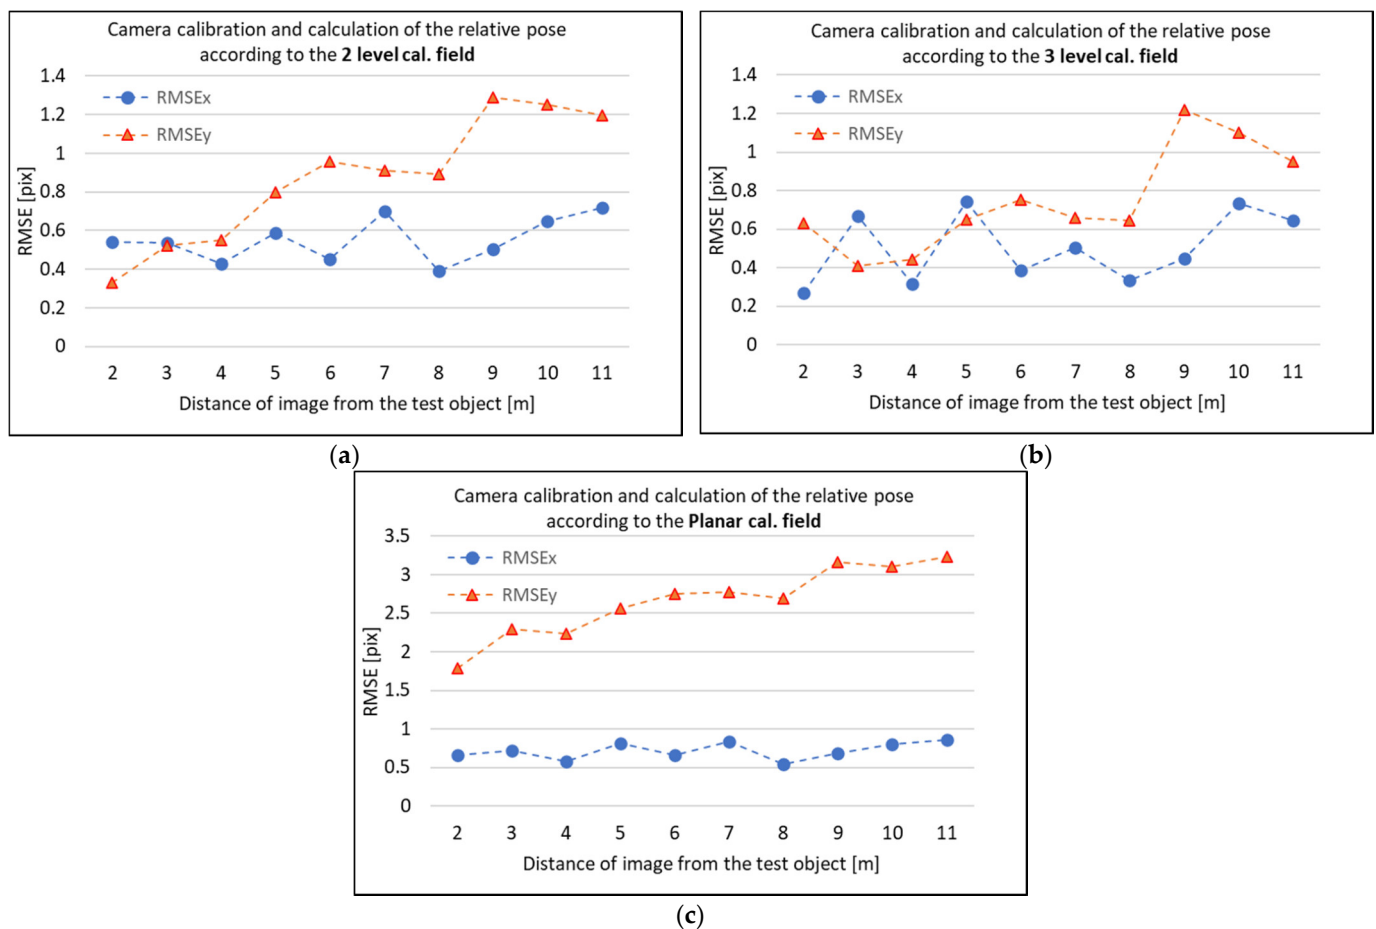 Camera calibration and calculation of the relative pose
according to the 2 level cal. field
1.4
1.2
1
0.8
0.6
0.4
0.2
0
RMSE [pix]
RMSEx
RMSEy
2 3 4 5 6 7 8 9 10 11
Distance of image from the test object [m]
(a)
Camera calibration and calculation of the relative pose
according to the 3 level cal. field
1.4
1.2
1
0.8
0.6
0.4
0.2
0
RMSE [pix]
RMSEx
RMSEy
2 3 4 5 6 7 8 9 10 11
Distance of image from the test object [m]
(b)
Camera calibration and calculation of the relative pose
according to the Planar cal. field
3.5
3
2.5
2
1.5
1
0.5
0
RMSE [pix]
RMSEx
RMSEy
2 3 4 5 6 7 8 9 10 11
Distance of image from the test object [m]
(c)